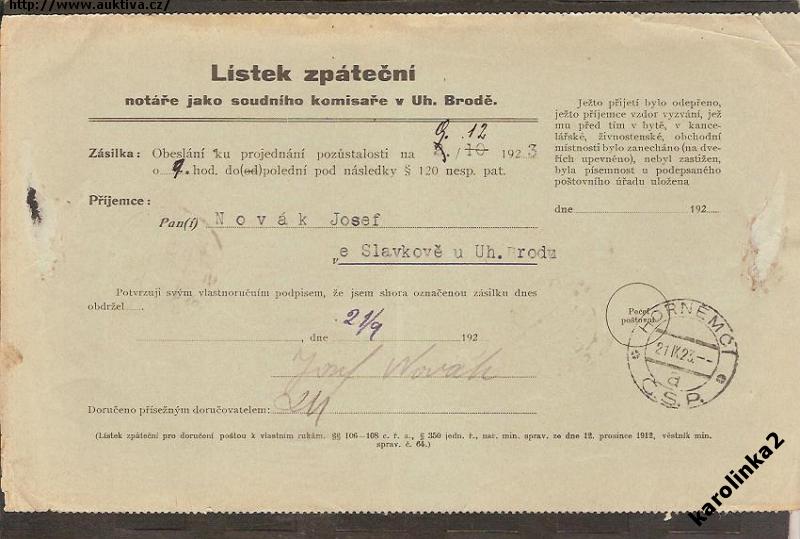 http://www.auktiva.cz/
Lístek zpáteční
notáře jako soudního komisaře v Uh. Brodě.
9. 12
Zásilka: Obeslání ku projednání pozůstalosti na /10 1923
o 9. hod. do(od)polední pod následky § 120 nesp. pat.
Příjemce:
Pan(í) Novák Josef
v e Slavkově u Uh.Brodu
Potvrzuji svým vlastnoručním podpisem, že jsem shora označenou zásilku dnes
obdržel
, dne 21/9 192
Josef Novák
Doručeno přísežným doručovatelem:
(Lístek zpáteční pro doručení poštou k vlastním rukám. §§ 106—108 c. ř. s., § 350 jedn. ř., nař. min. sprav. ze dne 12. prosince 1912, věstník min.
sprav. č. 64.)
Ježto přijetí bylo odepřeno,
ježto příjemce vzdor vyzvání, jež
mu před tím v bytě, v kance-
lářské, živnostenské, obchodní
místnosti bylo zanecháno (na dve-
řích upevněno), nebyl zastižen,
byla písemnost u podepsaného
poštovního úřadu uložena
dne 192
Pečeť
poštovní
HORNĚMČÍ
21.IX.23.--
a
Č.S.P.
karolinka2